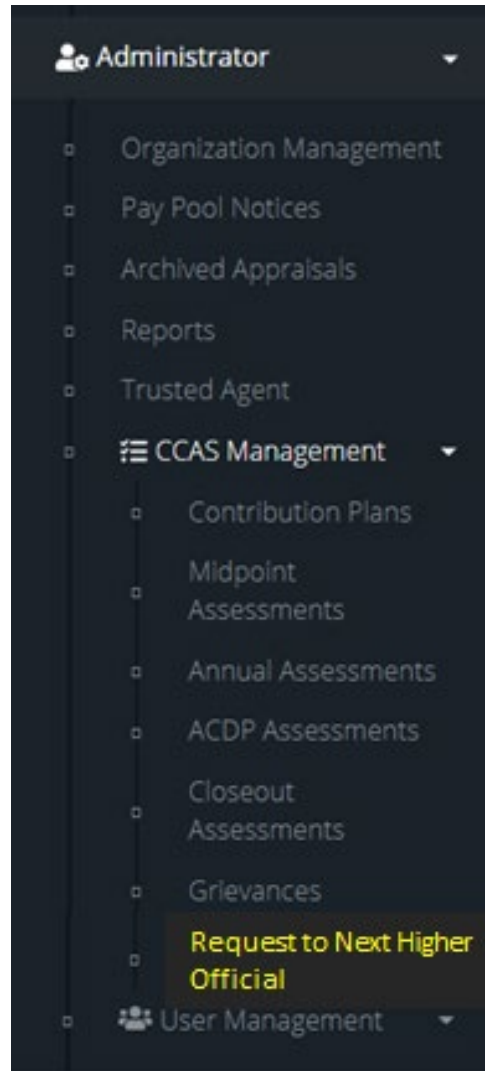 Administrator
Organization Management
Pay Pool Notices
Archived Appraisals
Reports
Trusted Agent
CCAS Management
Contribution Plans
Midpoint
Assessments
Annual Assessments
ACDP Assessments
Closeout
Assessments
Grievances
Request to Next Higher
Official
User Management